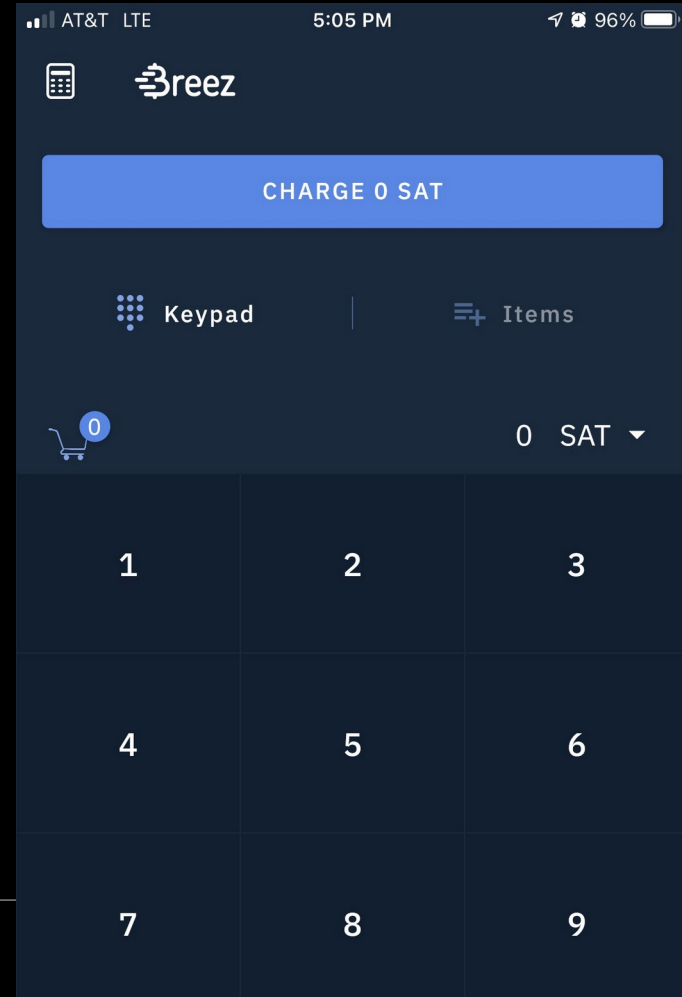 AT&T LTE 5:05 PM 96%
Breez
CHARGE 0 SAT
Keypad Items
0 0 SAT
1 2 3
4 5 6
7 8 9